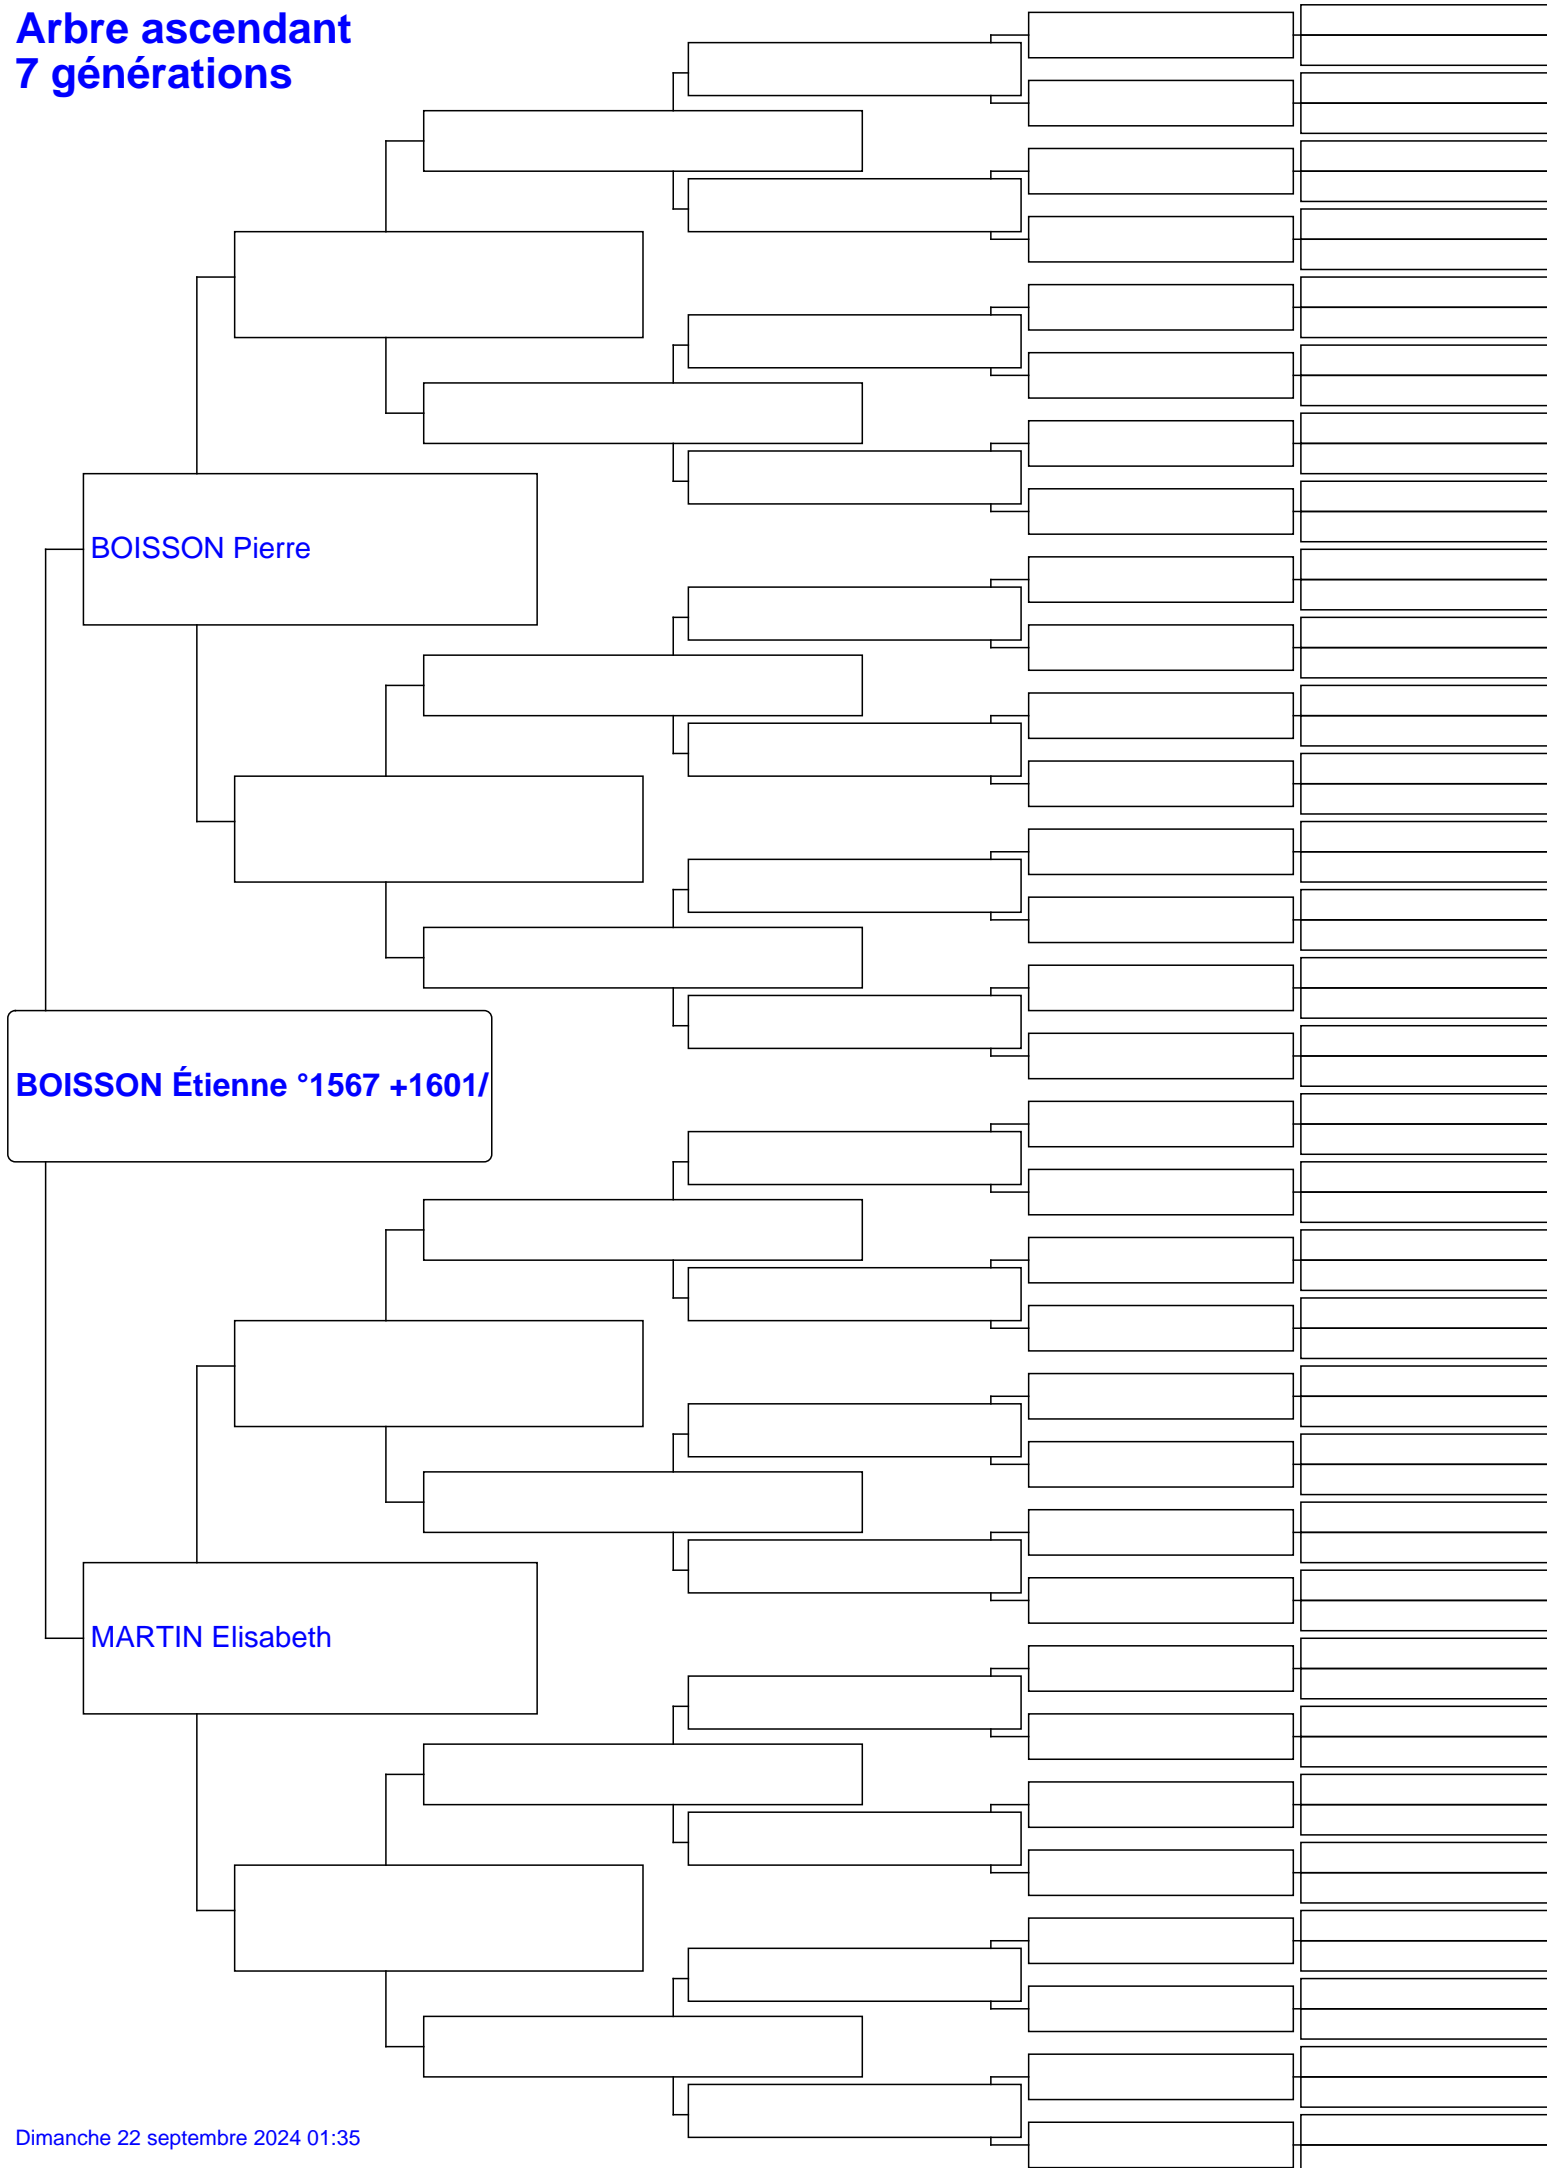 Arbre ascendant
7 générations
BOISSON Pierre
BOISSON Étienne °1567 +1601/
MARTIN Elisabeth
Dimanche 22 septembre 2024 01:35